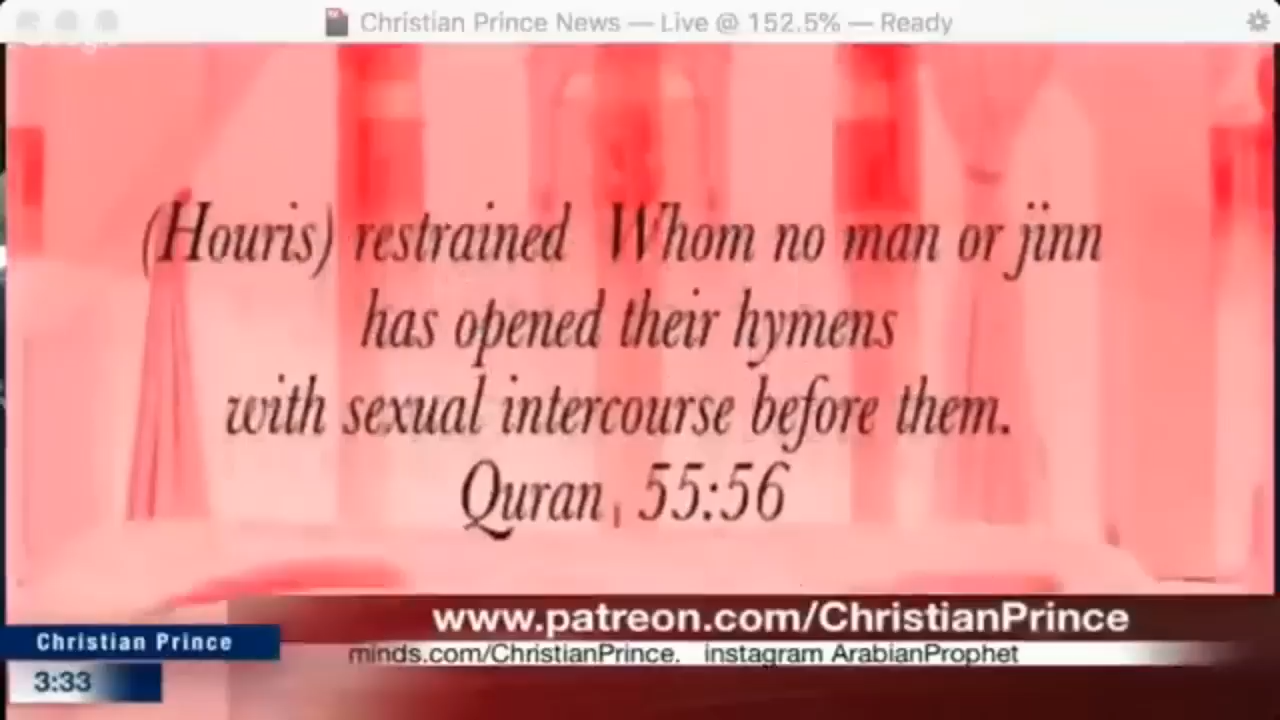 Christian Prince News — Live @ 152.5% — Ready
Google
(Houris) restrained Whom no man or jinn
has opened their hymens
with sexual intercourse before them.
Quran, 55:56
www.patreon.com/ChristianPrince
Christian Prince
minds.com/ChristianPrince. instagram ArabianProphet
3:33